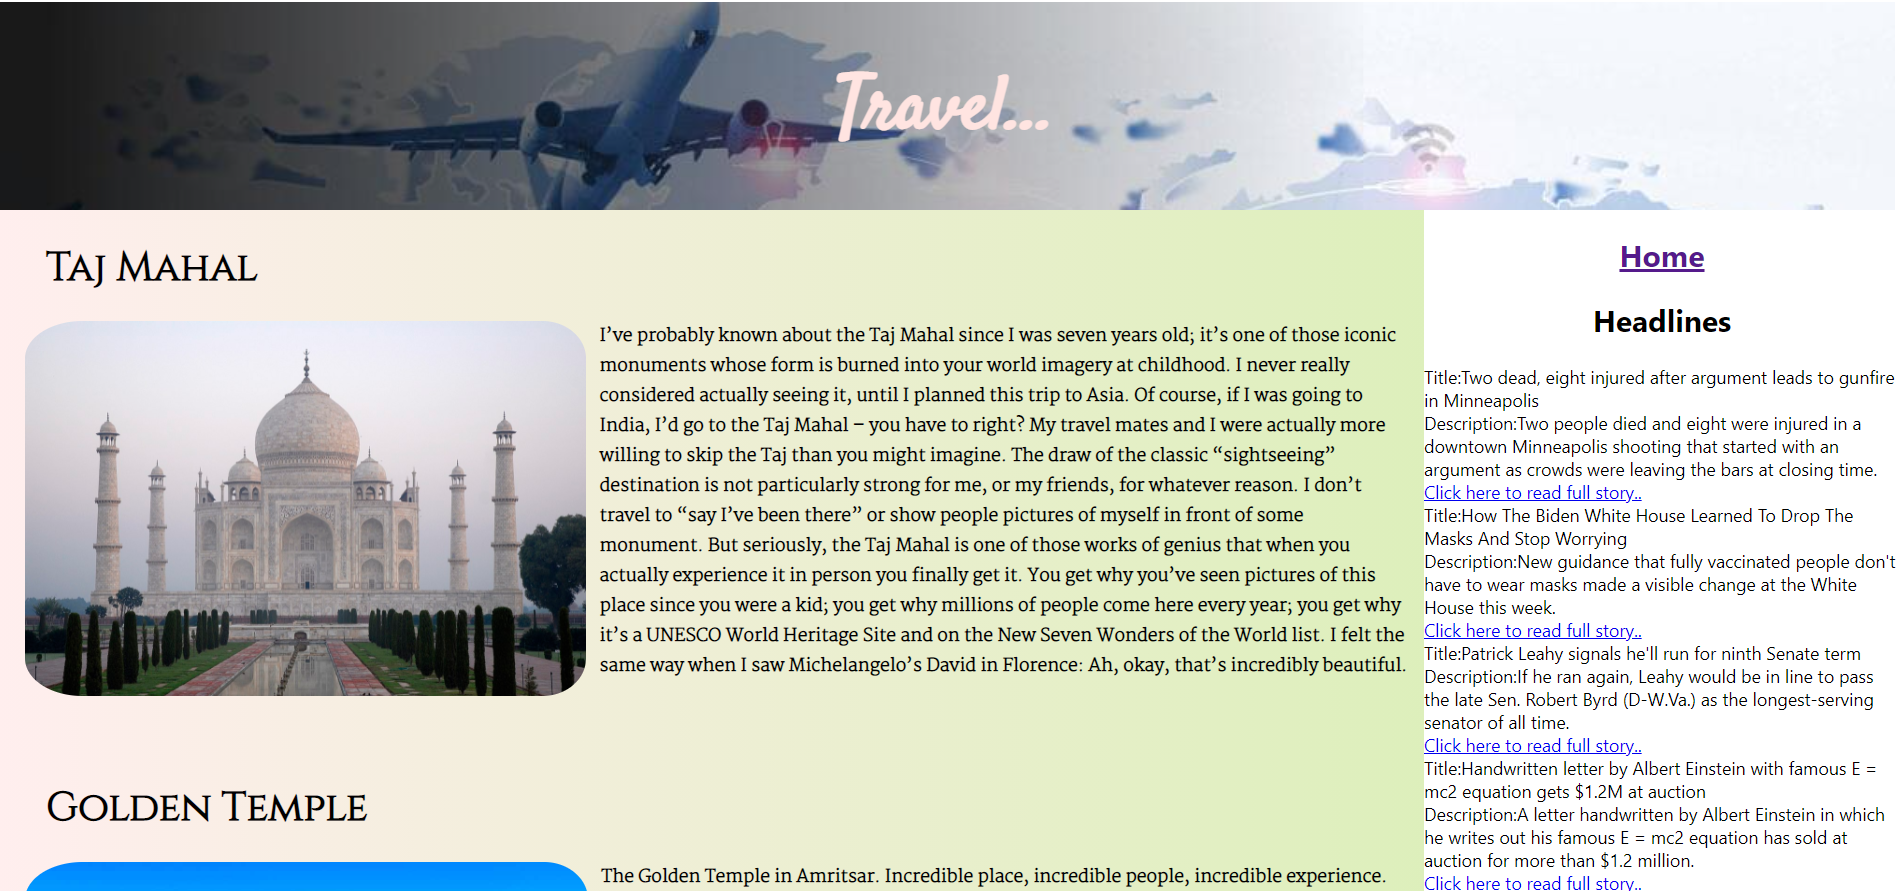 Travel...
Taj Mahal
I’ve probably known about the Taj Mahal since I was seven years old; it’s one of those iconic
monuments whose form is burned into your world imagery at childhood. I never really
considered actually seeing it, until I planned this trip to Asia. Of course, if I was going to
India, I’d go to the Taj Mahal – you have to right? My travel mates and I were actually more
willing to skip the Taj than you might imagine. The draw of the classic “sightseeing”
destination is not particularly strong for me, or my friends, for whatever reason. I don’t
travel to “say I’ve been there” or show people pictures of myself in front of some
monument. But seriously, the Taj Mahal is one of those works of genius that when you
actually experience it in person you finally get it. You get why you’ve seen pictures of this
place since you were a kid; you get why millions of people come here every year; you get why
it’s a UNESCO World Heritage Site and on the New Seven Wonders of the World list. I felt the
same way when I saw Michelangelo’s David in Florence: Ah, okay, that’s incredibly beautiful.
Golden Temple
The Golden Temple in Amritsar. Incredible place, incredible people, incredible experience.
Home
Headlines
Title:Two dead, eight injured after argument leads to gunfire
in Minneapolis
Description:Two people died and eight were injured in a
downtown Minneapolis shooting that started with an
argument as crowds were leaving the bars at closing time.
Click here to read full story..
Title:How The Biden White House Learned To Drop The
Masks And Stop Worrying
Description:New guidance that fully vaccinated people don't
have to wear masks made a visible change at the White
House this week.
Click here to read full story..
Title:Patrick Leahy signals he'll run for ninth Senate term
Description:If he ran again, Leahy would be in line to pass
the late Sen. Robert Byrd (D-W.Va.) as the longest-serving
senator of all time.
Click here to read full story..
Title:Handwritten letter by Albert Einstein with famous E =
mc2 equation gets $1.2M at auction
Description:A letter handwritten by Albert Einstein in which
he writes out his famous E = mc2 equation has sold at
auction for more than $1.2 million.
Click here to read full story..